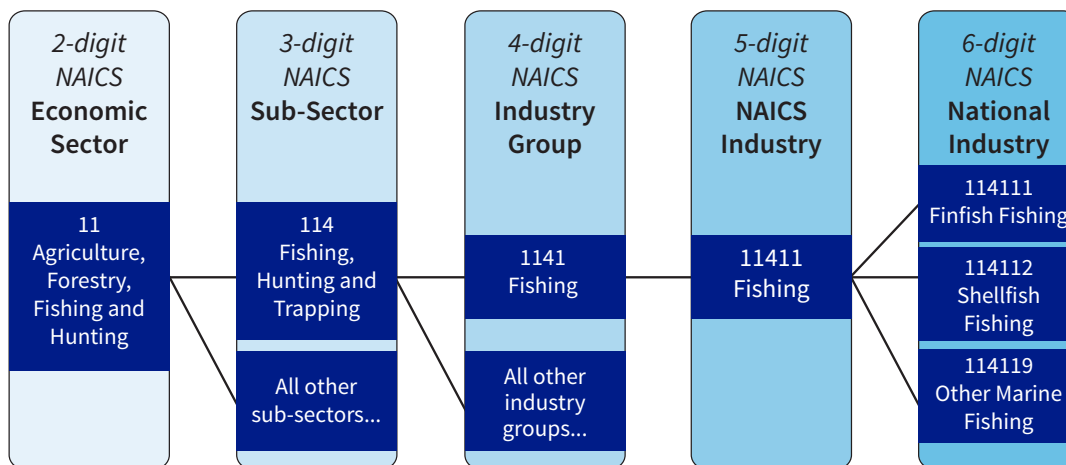 2-digit
NAICS
Economic
Sector
11
Agriculture,
Forestry,
Fishing and
Hunting
3-digit
NAICS
Sub-Sector
114
Fishing,
Hunting and
Trapping
All other
sub-sectors...
4-digit
NAICS
Industry
Group
1141
Fishing
All other
industry
groups...
5-digit
NAICS
NAICS
Industry
11411
Fishing
6-digit
NAICS
National
Industry
114111
Finfish Fishing
114112
Shellfish
Fishing
114119
Other Marine
Fishing